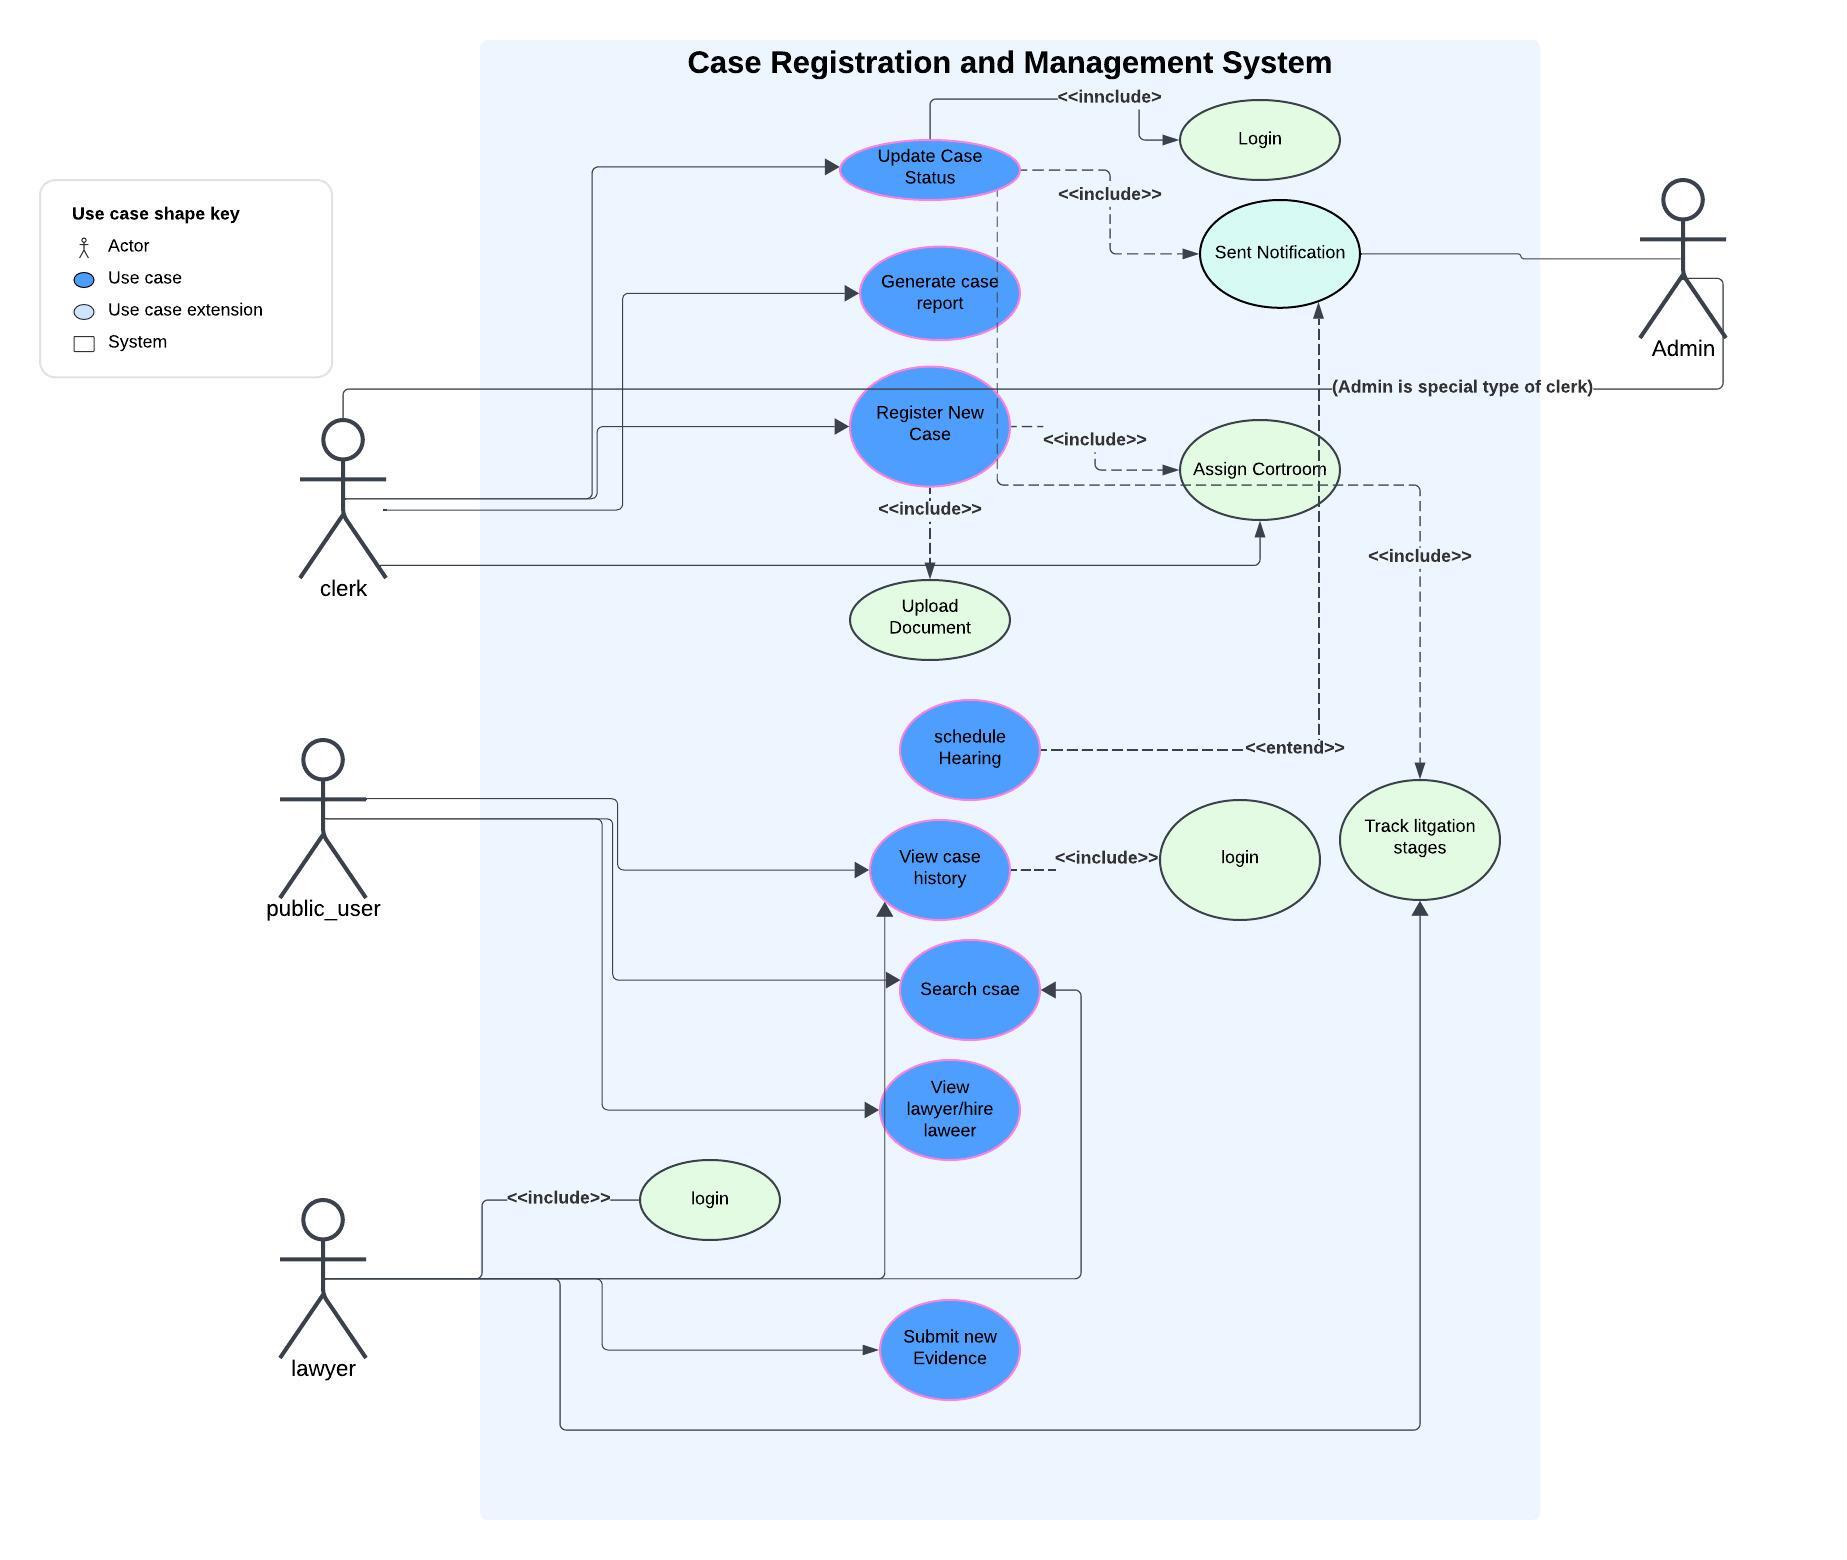 Case Registration and Management System
<<innclude>
Login
Update Case
Status
<<include>>
Use case shape key
Actor
Use case
Use case extension
System
Sent Notification
Generate case
report
Admin
(Admin is special type of clerk)
Register New
Case
<<include>>
Assign Cortroom
<<include>>
<<include>>
clerk
Upload
Document
schedule
Hearing
<<entend>>
Track litgation
stages
View case
history
<<include>>
login
public_user
Search csae
View
lawyer/hire
laweer
<<include>>
login
lawyer
Submit new
Evidence